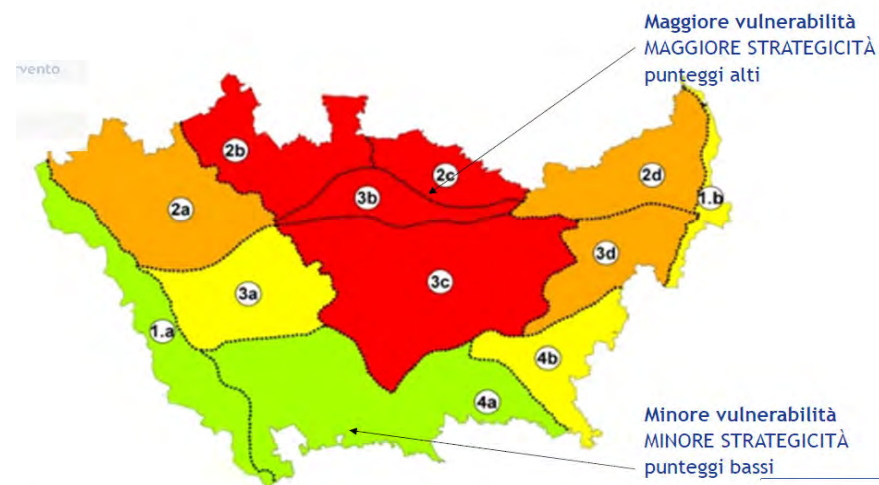 Maggiore vulnerabilità
MAGGIORE STRATEGICITÀ
punteggi alti
rvento
2b
2c
2d
3b
1.b
2a
3d
3c
3a
1.a
4b
4a
Minore vulnerabilità
MINORE STRATEGICITÀ
punteggi bassi